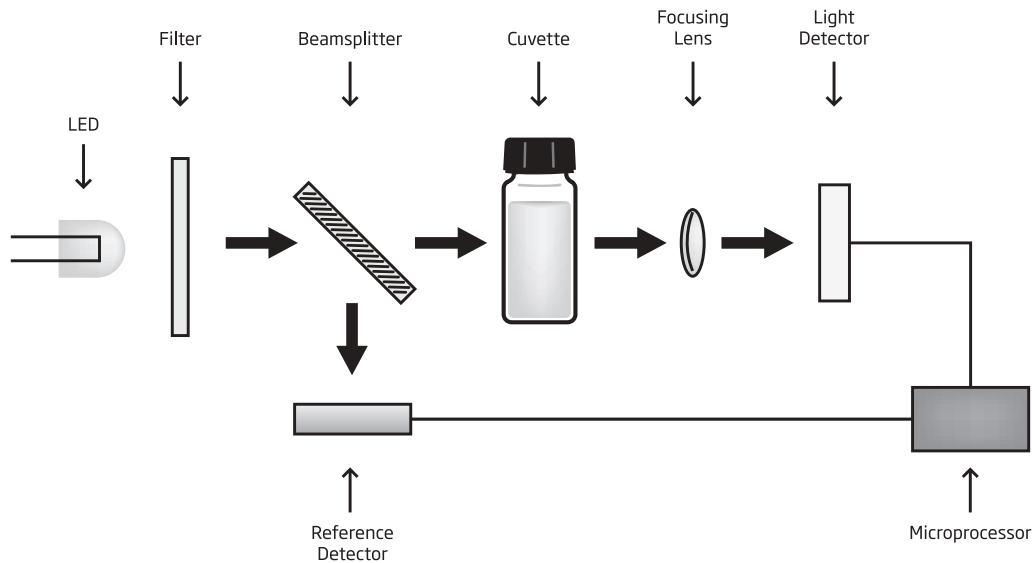 Filter
Beamsplitter
Cuvette
Focusing
Lens
Light
Detector
LED
Reference
Detector
Microprocessor